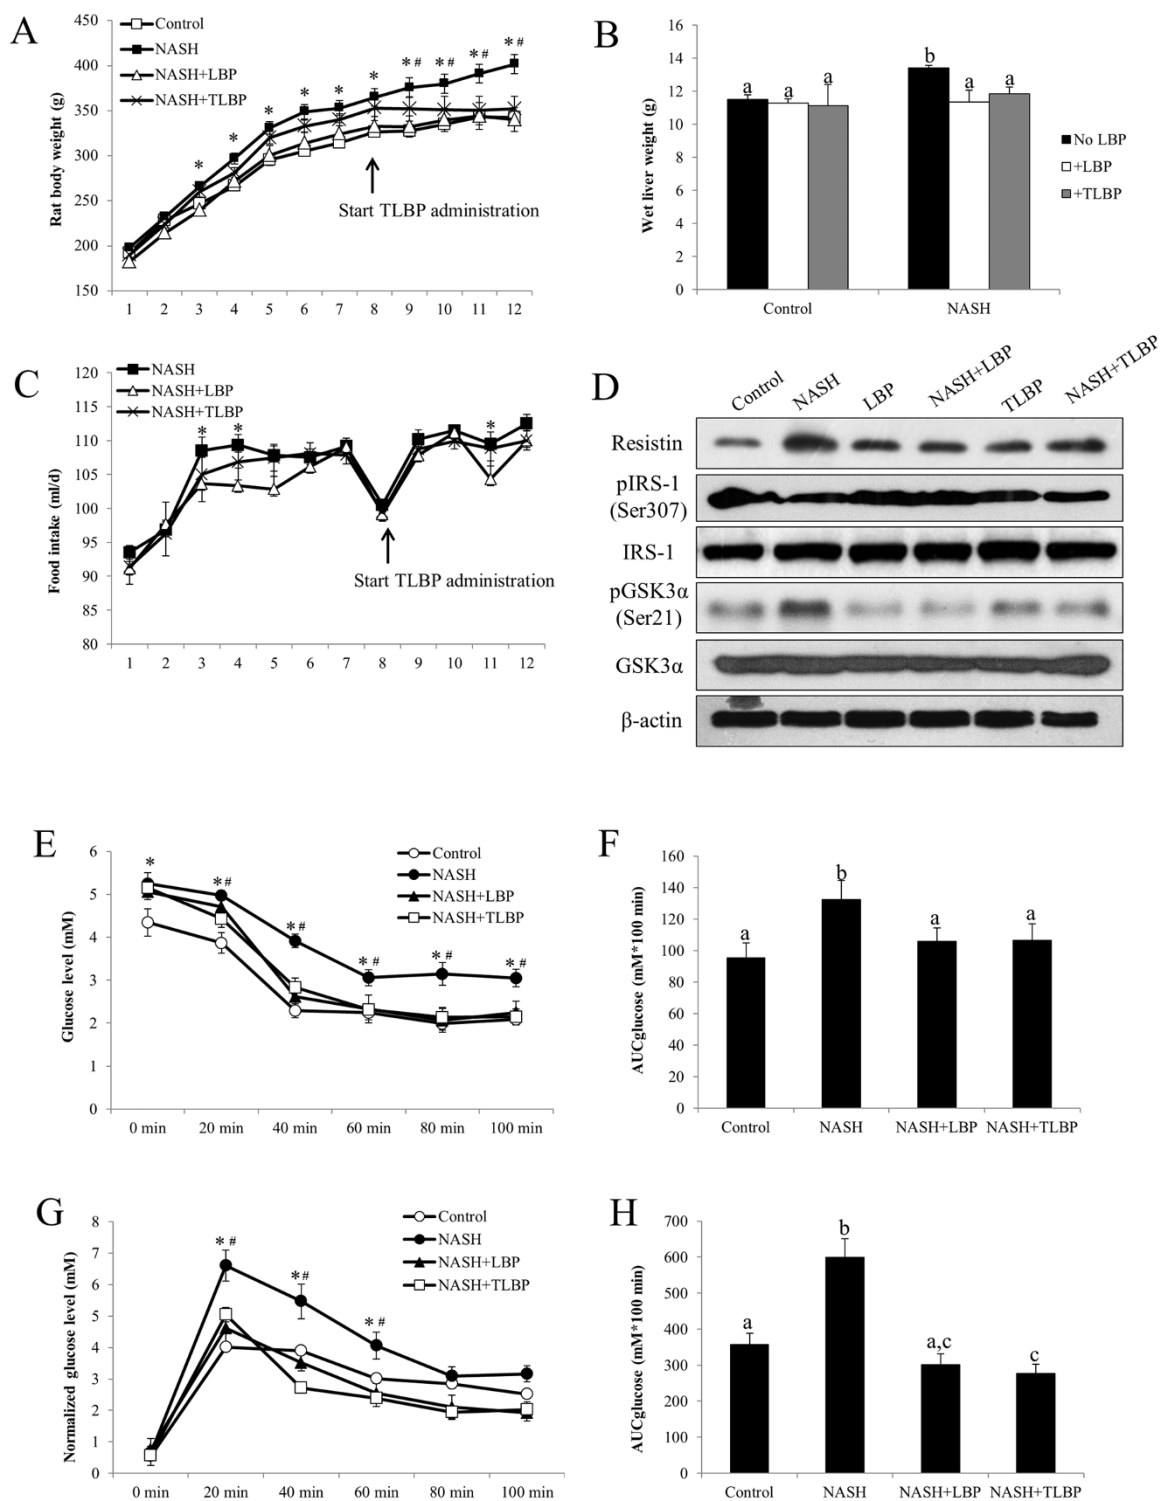 A
Control
NASH
NASH+LBP
NASH+TLBP
Rat body weight (g)
450
400
350
300
250
200
150
*
*
*
*
*
*
*#
*#
*#
*#
Start TLBP administration
1 2 3 4 5 6 7 8 9 10 11 12
B
Wet liver weight (g)
16
14
12
10
8
6
4
2
0
a a a b a a
No LBP
+LBP
+TLBP
Control NASH
C
NASH
NASH+LBP
NASH+TLBP
Food intake (ml/d)
120
115
110
105
100
95
90
85
80
* * *
Start TLBP administration
1 2 3 4 5 6 7 8 9 10 11 12
D
Control NASH LBP NASH+LBP TLBP NASH+TLBP
Resistin
pIRS-1
(Ser307)
IRS-1
pGSK3α
(Ser21)
GSK3α
β-actin
E
Control
NASH
NASH+LBP
NASH+TLBP
Glucose level (mM)
6
5
4
3
2
1
0
* *# *# *# *# *#
0 min 20 min 40 min 60 min 80 min 100 min
F
AUCglucose (mM*100 min)
160
140
120
100
80
60
40
20
0
a b a a
Control NASH NASH+LBP NASH+TLBP
G
Control
NASH
NASH+LBP
NASH+TLBP
Normalized glucose level (mM)
8
7
6
5
4
3
2
1
0
*# *# *#
0 min 20 min 40 min 60 min 80 min 100 min
H
AUCglucose (mM*100 min)
700
600
500
400
300
200
100
0
a b a,c c
Control NASH NASH+LBP NASH+TLBP